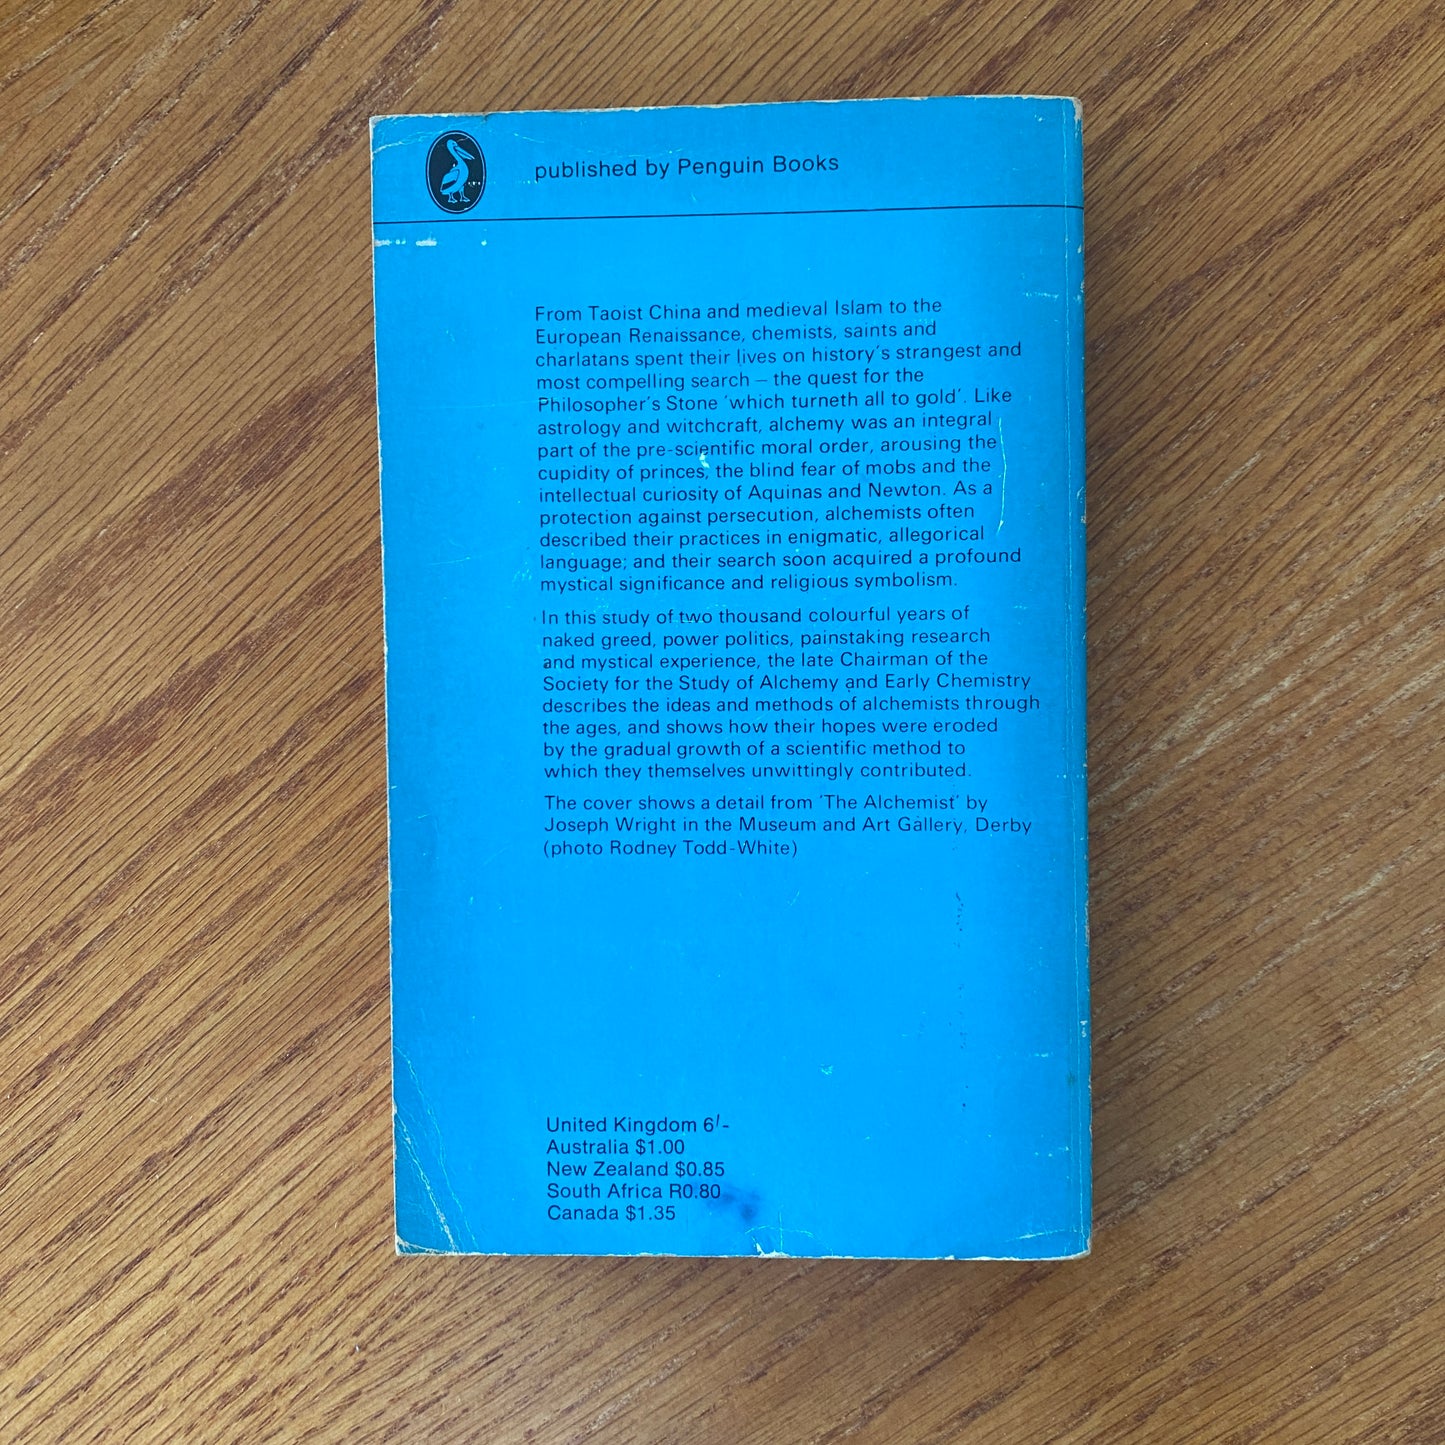 published by Penguin Books
From Taoist China and medieval Islam to the
European Renaissance, chemists, saints and
charlatans spent their lives on history's strangest and
most compelling search – the quest for the
Philosopher's Stone 'which turneth all to gold'. Like
astrology and witchcraft, alchemy was an integral
part of the pre-scientific moral order, arousing the
cupidity of princes, the blind fear of mobs and the
intellectual curiosity of Aquinas and Newton. As a
protection against persecution, alchemists often
described their practices in enigmatic, allegorical
language; and their search soon acquired a profound
mystical significance and religious symbolism.
In this study of two thousand colourful years of
naked greed, power politics, painstaking research
and mystical experience, the late Chairman of the
Society for the Study of Alchemy and Early Chemistry
describes the ideas and methods of alchemists through
the ages, and shows how their hopes were eroded
by the gradual growth of a scientific method to
which they themselves unwittingly contributed.
The cover shows a detail from 'The Alchemist' by
Joseph Wright in the Museum and Art Gallery, Derby
(photo Rodney Todd-White)
United Kingdom 6/-
Australia $1.00
New Zealand $0.85
South Africa R0.80
Canada $1.35